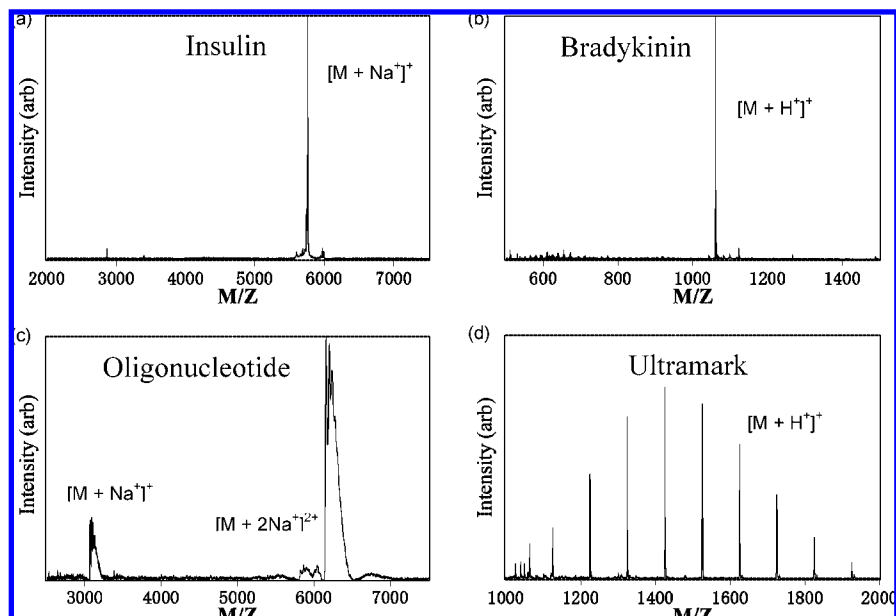 a)
Insulin
[M + Na⁺]⁺
Intensity (arb)
2000 3000 4000 5000 6000 7000
M/Z
(b)
Bradykinin
[M + H⁺]⁺
Intensity (arb)
600 800 1000 1200 1400
M/Z
(c)
Oligonucleotide
[M + Na⁺]⁺
[M + 2Na⁺]²⁺
Intensity (arb)
3000 4000 5000 6000 7000
M/Z
(d)
Ultramark
[M + H⁺]⁺
Intensity (arb)
1000 1200 1400 1600 1800 2000
M/Z